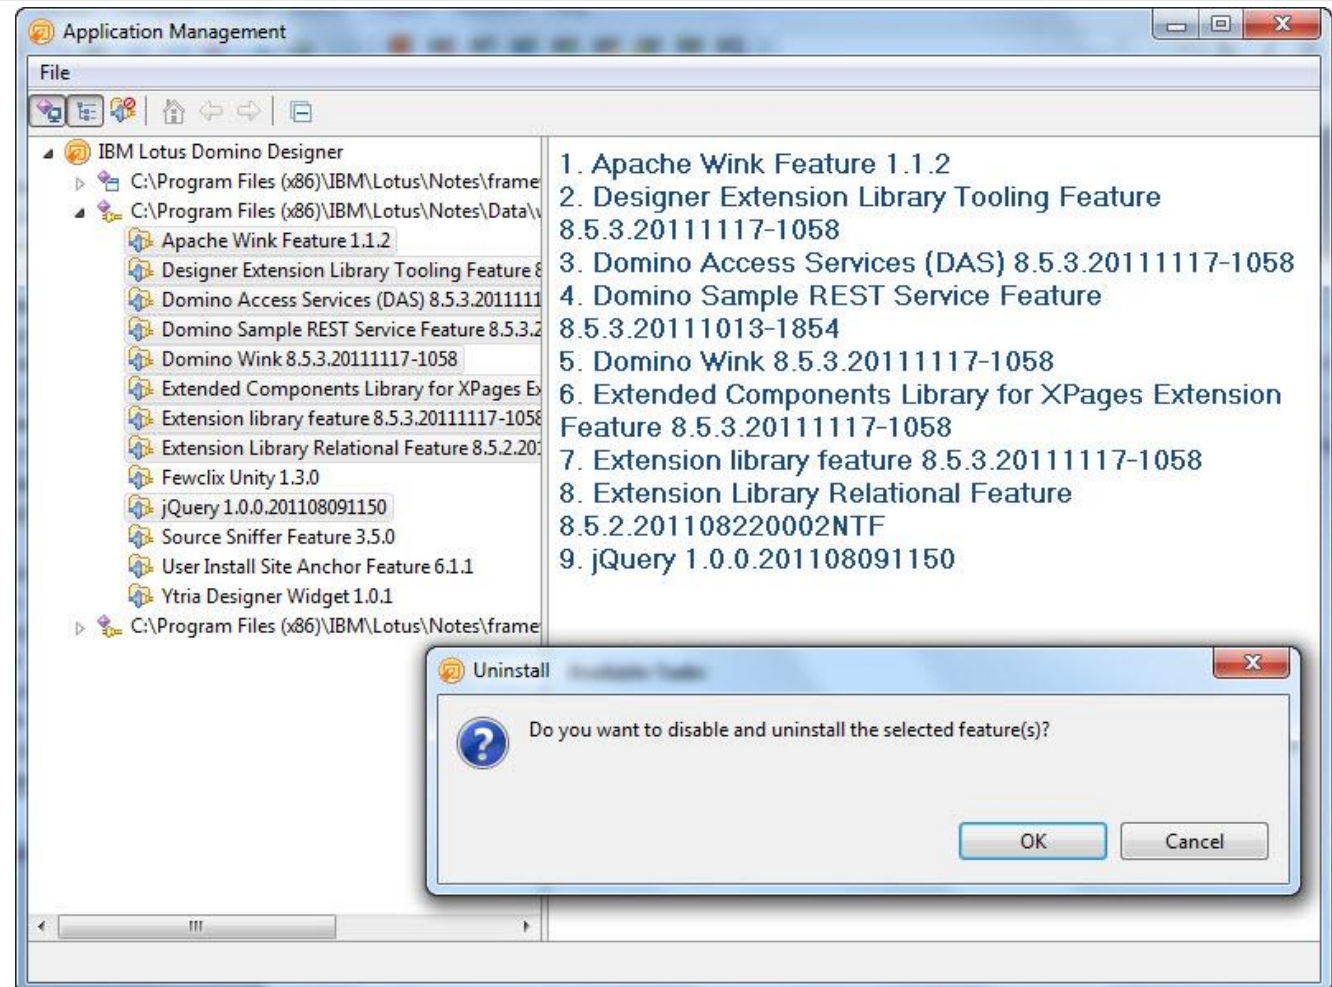 Application Management
File
IBM Lotus Domino Designer
C:\Program Files (x86)\IBM\Lotus\Notes\frame
C:\Program Files (x86)\IBM\Lotus\Notes\Data\
Apache Wink Feature 1.1.2
Designer Extension Library Tooling Feature 8
Domino Access Services (DAS) 8.5.3.2011111
Domino Sample REST Service Feature 8.5.3.2
Domino Wink 8.5.3.20111117-1058
Extended Components Library for XPages Ex
Extension library feature 8.5.3.20111117-1058
Extension Library Relational Feature 8.5.2.20
Fewclix Unity 1.3.0
jQuery 1.0.0.201108091150
Source Sniffer Feature 3.5.0
User Install Site Anchor Feature 6.1.1
Ytria Designer Widget 1.0.1
C:\Program Files (x86)\IBM\Lotus\Notes\frame
1. Apache Wink Feature 1.1.2
2. Designer Extension Library Tooling Feature
8.5.3.20111117-1058
3. Domino Access Services (DAS) 8.5.3.20111117-1058
4. Domino Sample REST Service Feature
8.5.3.20111013-1854
5. Domino Wink 8.5.3.20111117-1058
6. Extended Components Library for XPages Extension
Feature 8.5.3.20111117-1058
7. Extension library feature 8.5.3.20111117-1058
8. Extension Library Relational Feature
8.5.2.201108220002NTF
9. jQuery 1.0.0.201108091150
Uninstall
Do you want to disable and uninstall the selected feature(s)?
OK
Cancel